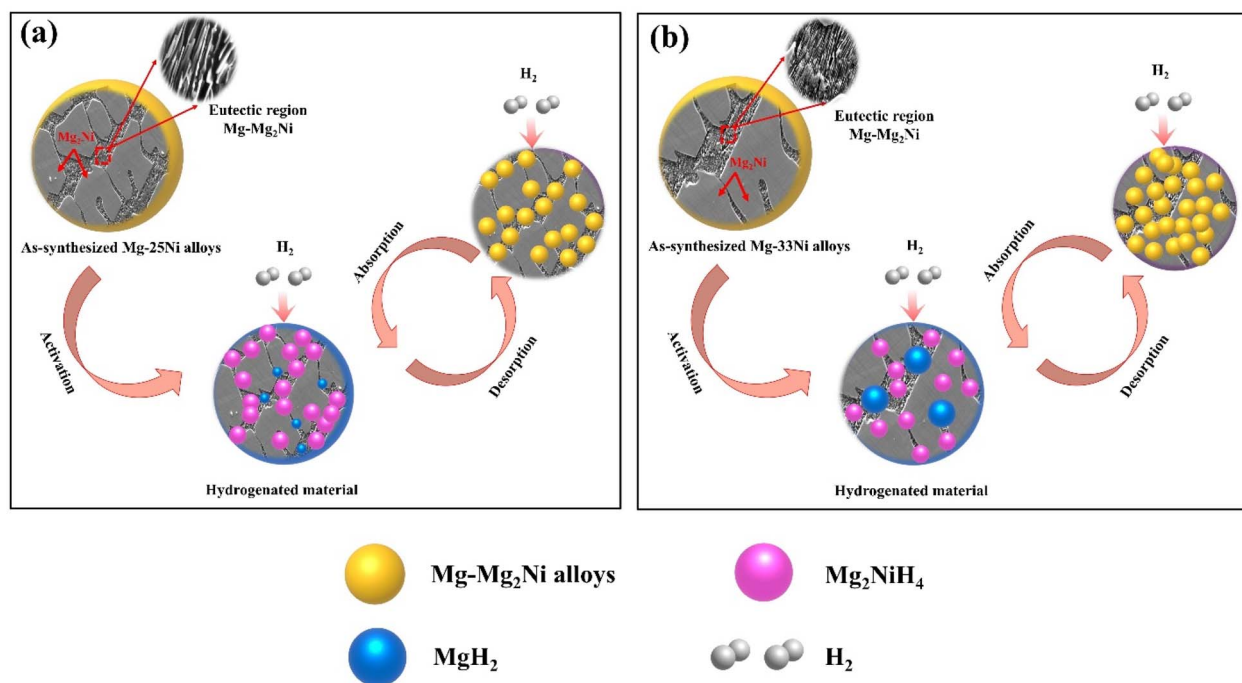 (a)
H₂
Eutectic region
Mg-Mg₂Ni
Mg₂Ni
As-synthesized Mg-25Ni alloys
H₂
Absorption
Activation
Desorption
Hydrogenated material
(b)
H₂
Eutectic region
Mg-Mg₂Ni
Mg₂Ni
As-synthesized Mg-33Ni alloys
H₂
Absorption
Activation
Desorption
Hydrogenated material
Mg-Mg₂Ni alloys
Mg₂NiH₄
MgH₂
H₂